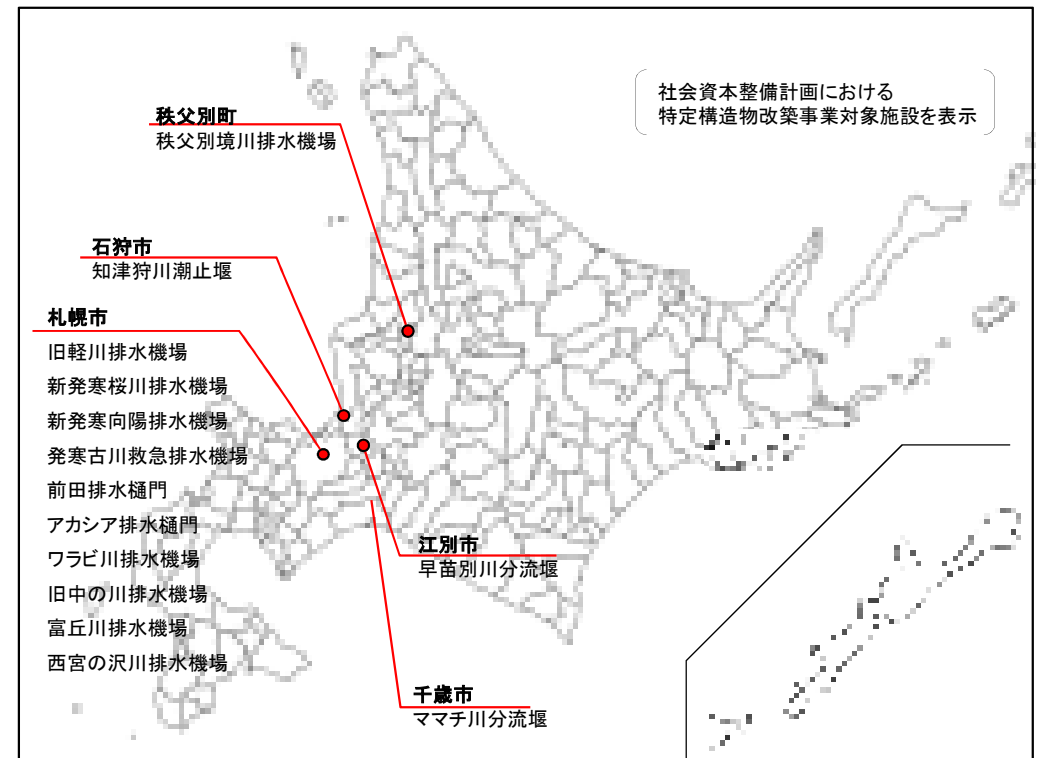 社会資本整備計画における
特定構造物改築事業対象施設を表示
秩父別町
秩父別境川排水機場
石狩市
知津狩川潮止堰
札幌市
旧軽川排水機場
新発寒桜川排水機場
新発寒向陽排水機場
発寒古川救急排水機場
前田排水樋門
アカシア排水樋門
ワラビ川排水機場
旧中の川排水機場
富丘川排水機場
西宮の沢川排水機場
江別市
早苗別川分流堰
千歳市
ママチ川分流堰